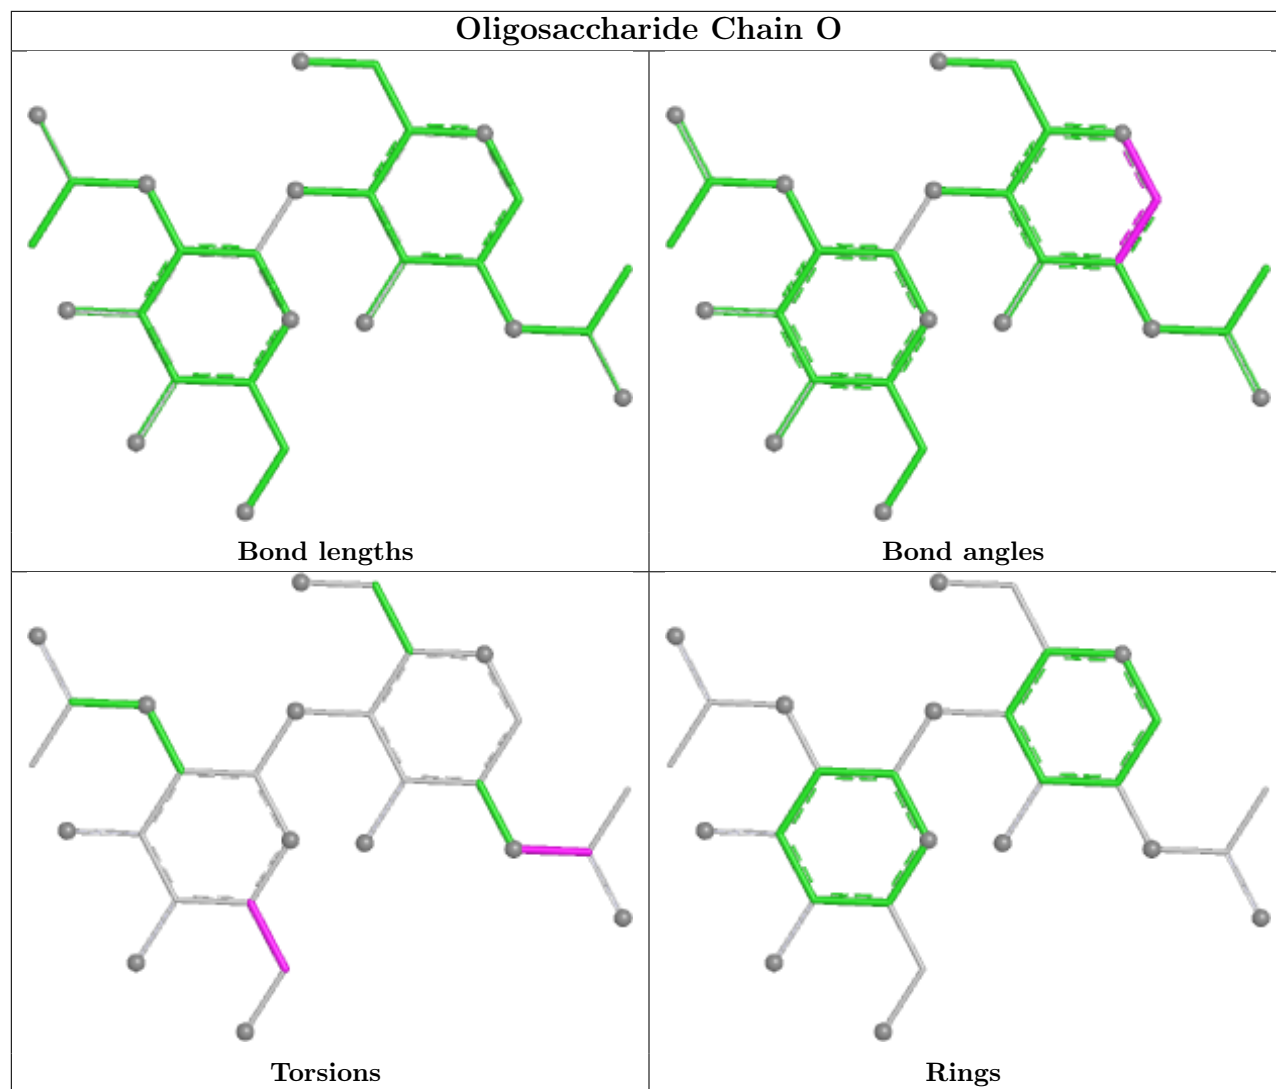 Oligosaccharide Chain O
Bond lengths
Bond angles
Torsions
Rings